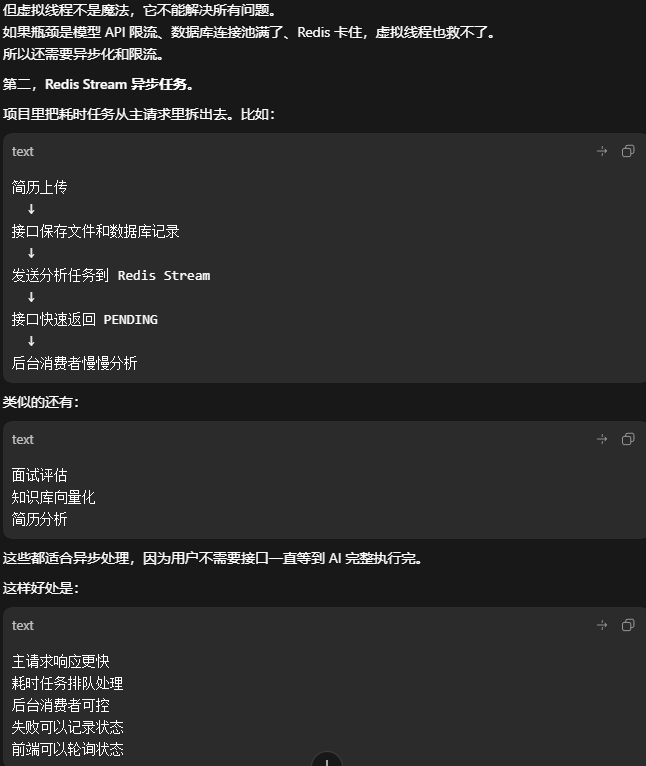 但虚拟线程不是魔法，它不能解决所有问题。
如果瓶颈是模型 API 限流、数据库连接池满了、Redis 卡住，虚拟线程也救不了。
所以还需要异步化和限流。
第二，Redis Stream 异步任务。
项目里把耗时任务从主请求里拆出去。比如：
text
简历上传
↓
接口保存文件和数据库记录
↓
发送分析任务到 Redis Stream
↓
接口快速返回 PENDING
↓
后台消费者慢慢分析
类似的还有：
text
面试评估
知识库向量化
简历分析
这些都适合异步处理，因为用户不需要接口一直等到 AI 完整执行完。
这样好处是：
text
主请求响应更快
耗时任务排队处理
后台消费者可控
失败可以记录状态
前端可以轮询状态